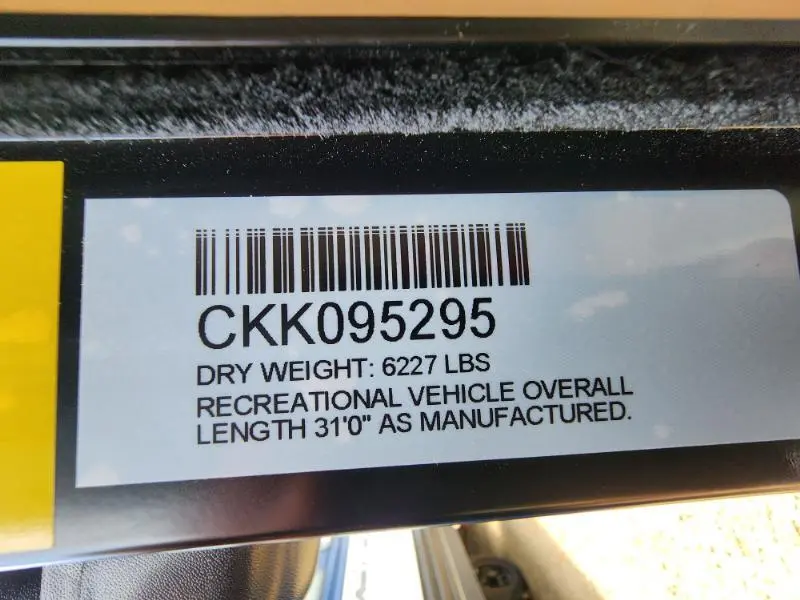 CKK095295
DRY WEIGHT: 6227 LBS
RECREATIONAL VEHICLE OVERALL
LENGTH 31'0" AS MANUFACTURED.